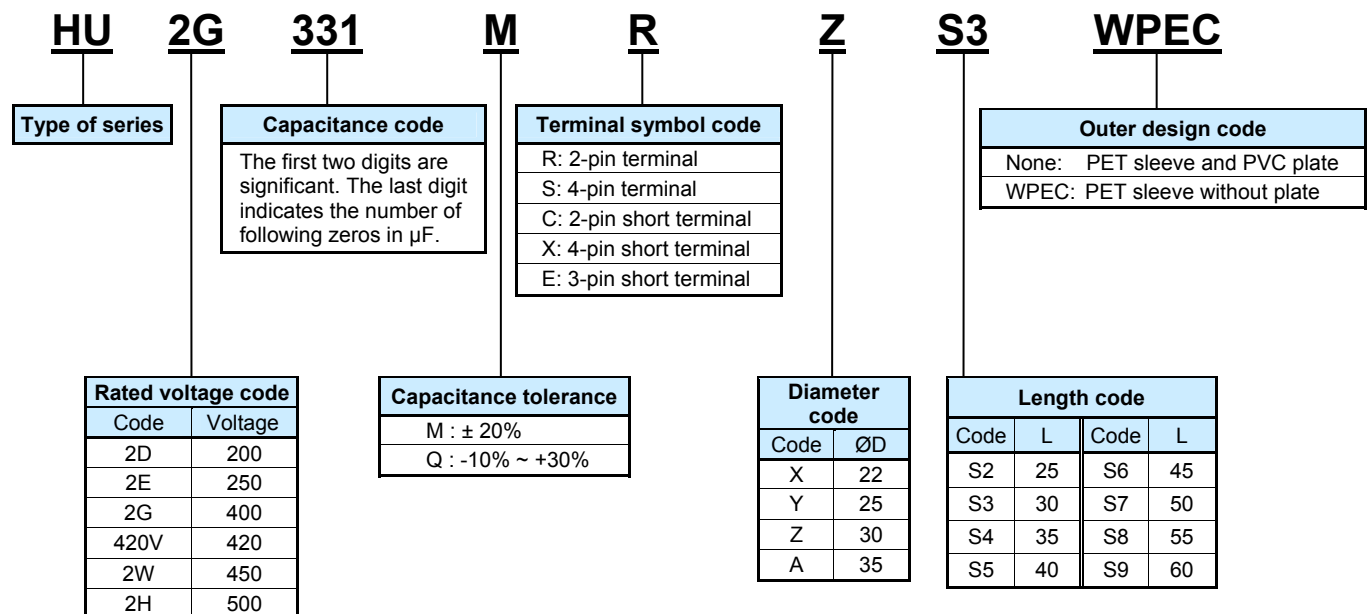 HU 2G 331 M R Z S3 WPEC
Type of series
Capacitance code
The first two digits are
significant. The last digit
indicates the number of
following zeros in µF.
Terminal symbol code
R: 2-pin terminal
S: 4-pin terminal
C: 2-pin short terminal
X: 4-pin short terminal
E: 3-pin short terminal
Outer design code
None: PET sleeve and PVC plate
WPEC: PET sleeve without plate
Rated voltage code
Code Voltage
2D 200
2E 250
2G 400
420V 420
2W 450
2H 500
Capacitance tolerance
M : ± 20%
Q : -10% ~ +30%
Diameter
code
Code ØD
X 22
Y 25
Z 30
A 35
Length code
Code L Code L
S2 25 S6 45
S3 30 S7 50
S4 35 S8 55
S5 40 S9 60